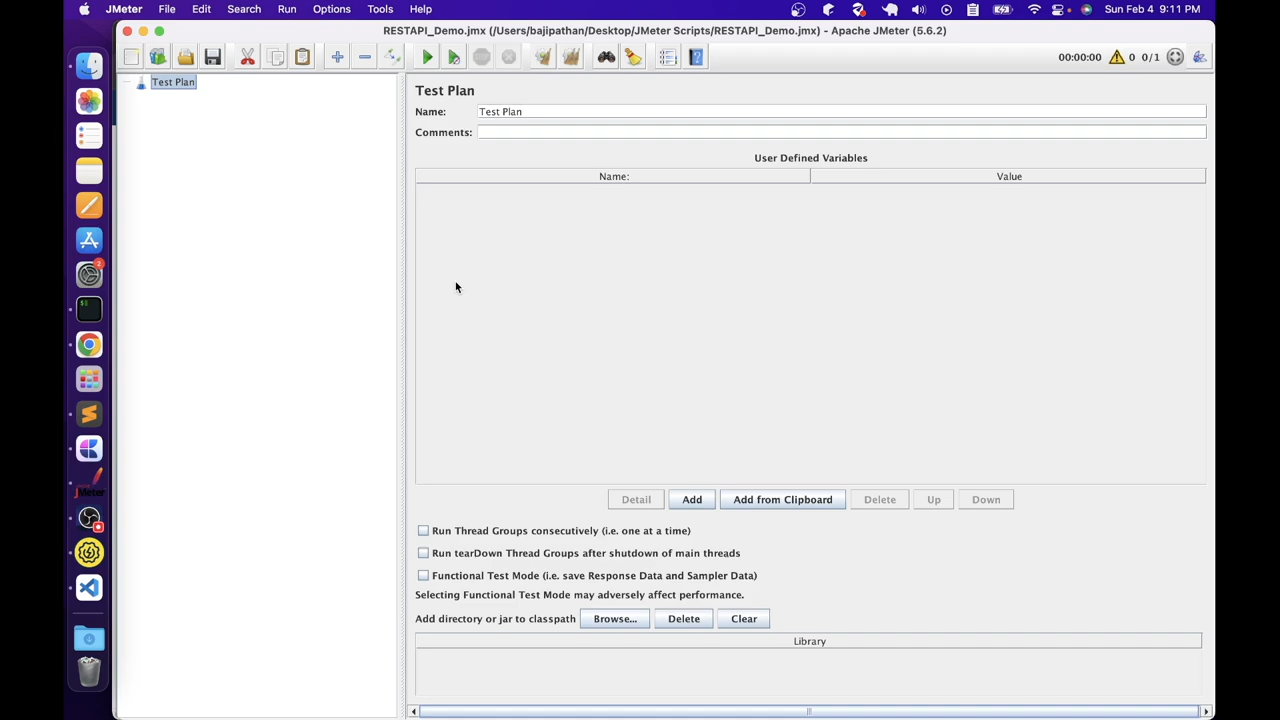 JMeter File Edit Search Run Options Tools Help Sun Feb 4 9:11 PM
RESTAPI_Demo.jmx (/Users/bajipathan/Desktop/JMeter Scripts/RESTAPI_Demo.jmx) - Apache JMeter (5.6.2)
00:00:00 0 0/1
Test Plan
Test Plan
Name: Test Plan
Comments:
User Defined Variables
Name: Value
Detail Add Add from Clipboard Delete Up Down
Run Thread Groups consecutively (i.e. one at a time)
Run tearDown Thread Groups after shutdown of main threads
Functional Test Mode (i.e. save Response Data and Sampler Data)
Selecting Functional Test Mode may adversely affect performance.
Add directory or jar to classpath Browse... Delete Clear
Library
2
JMeter